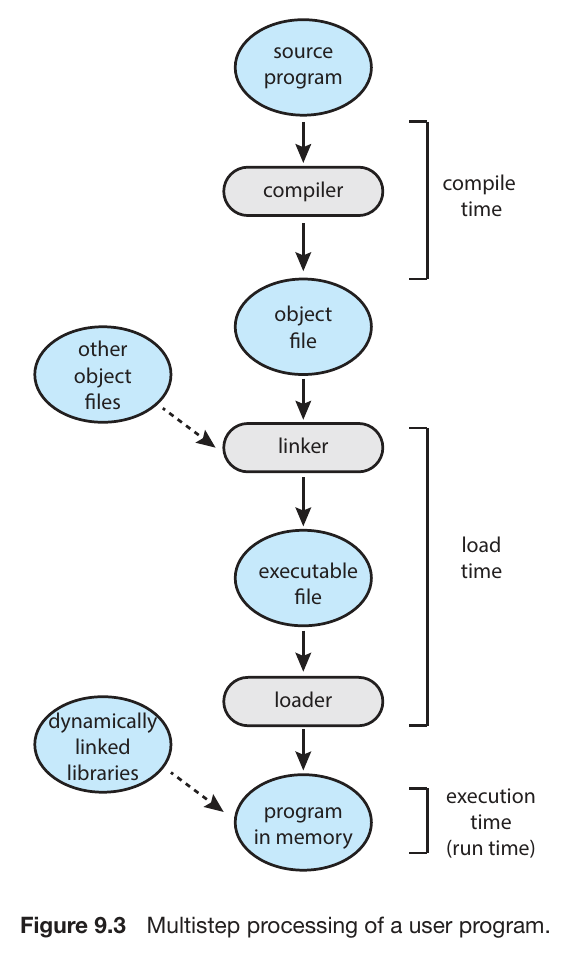 source
program
compiler
compile
time
object
file
other
object
files
linker
load
time
executable
file
loader
dynamically
linked
libraries
program
in memory
execution
time
(run time)
Figure 9.3 Multistep processing of a user program.